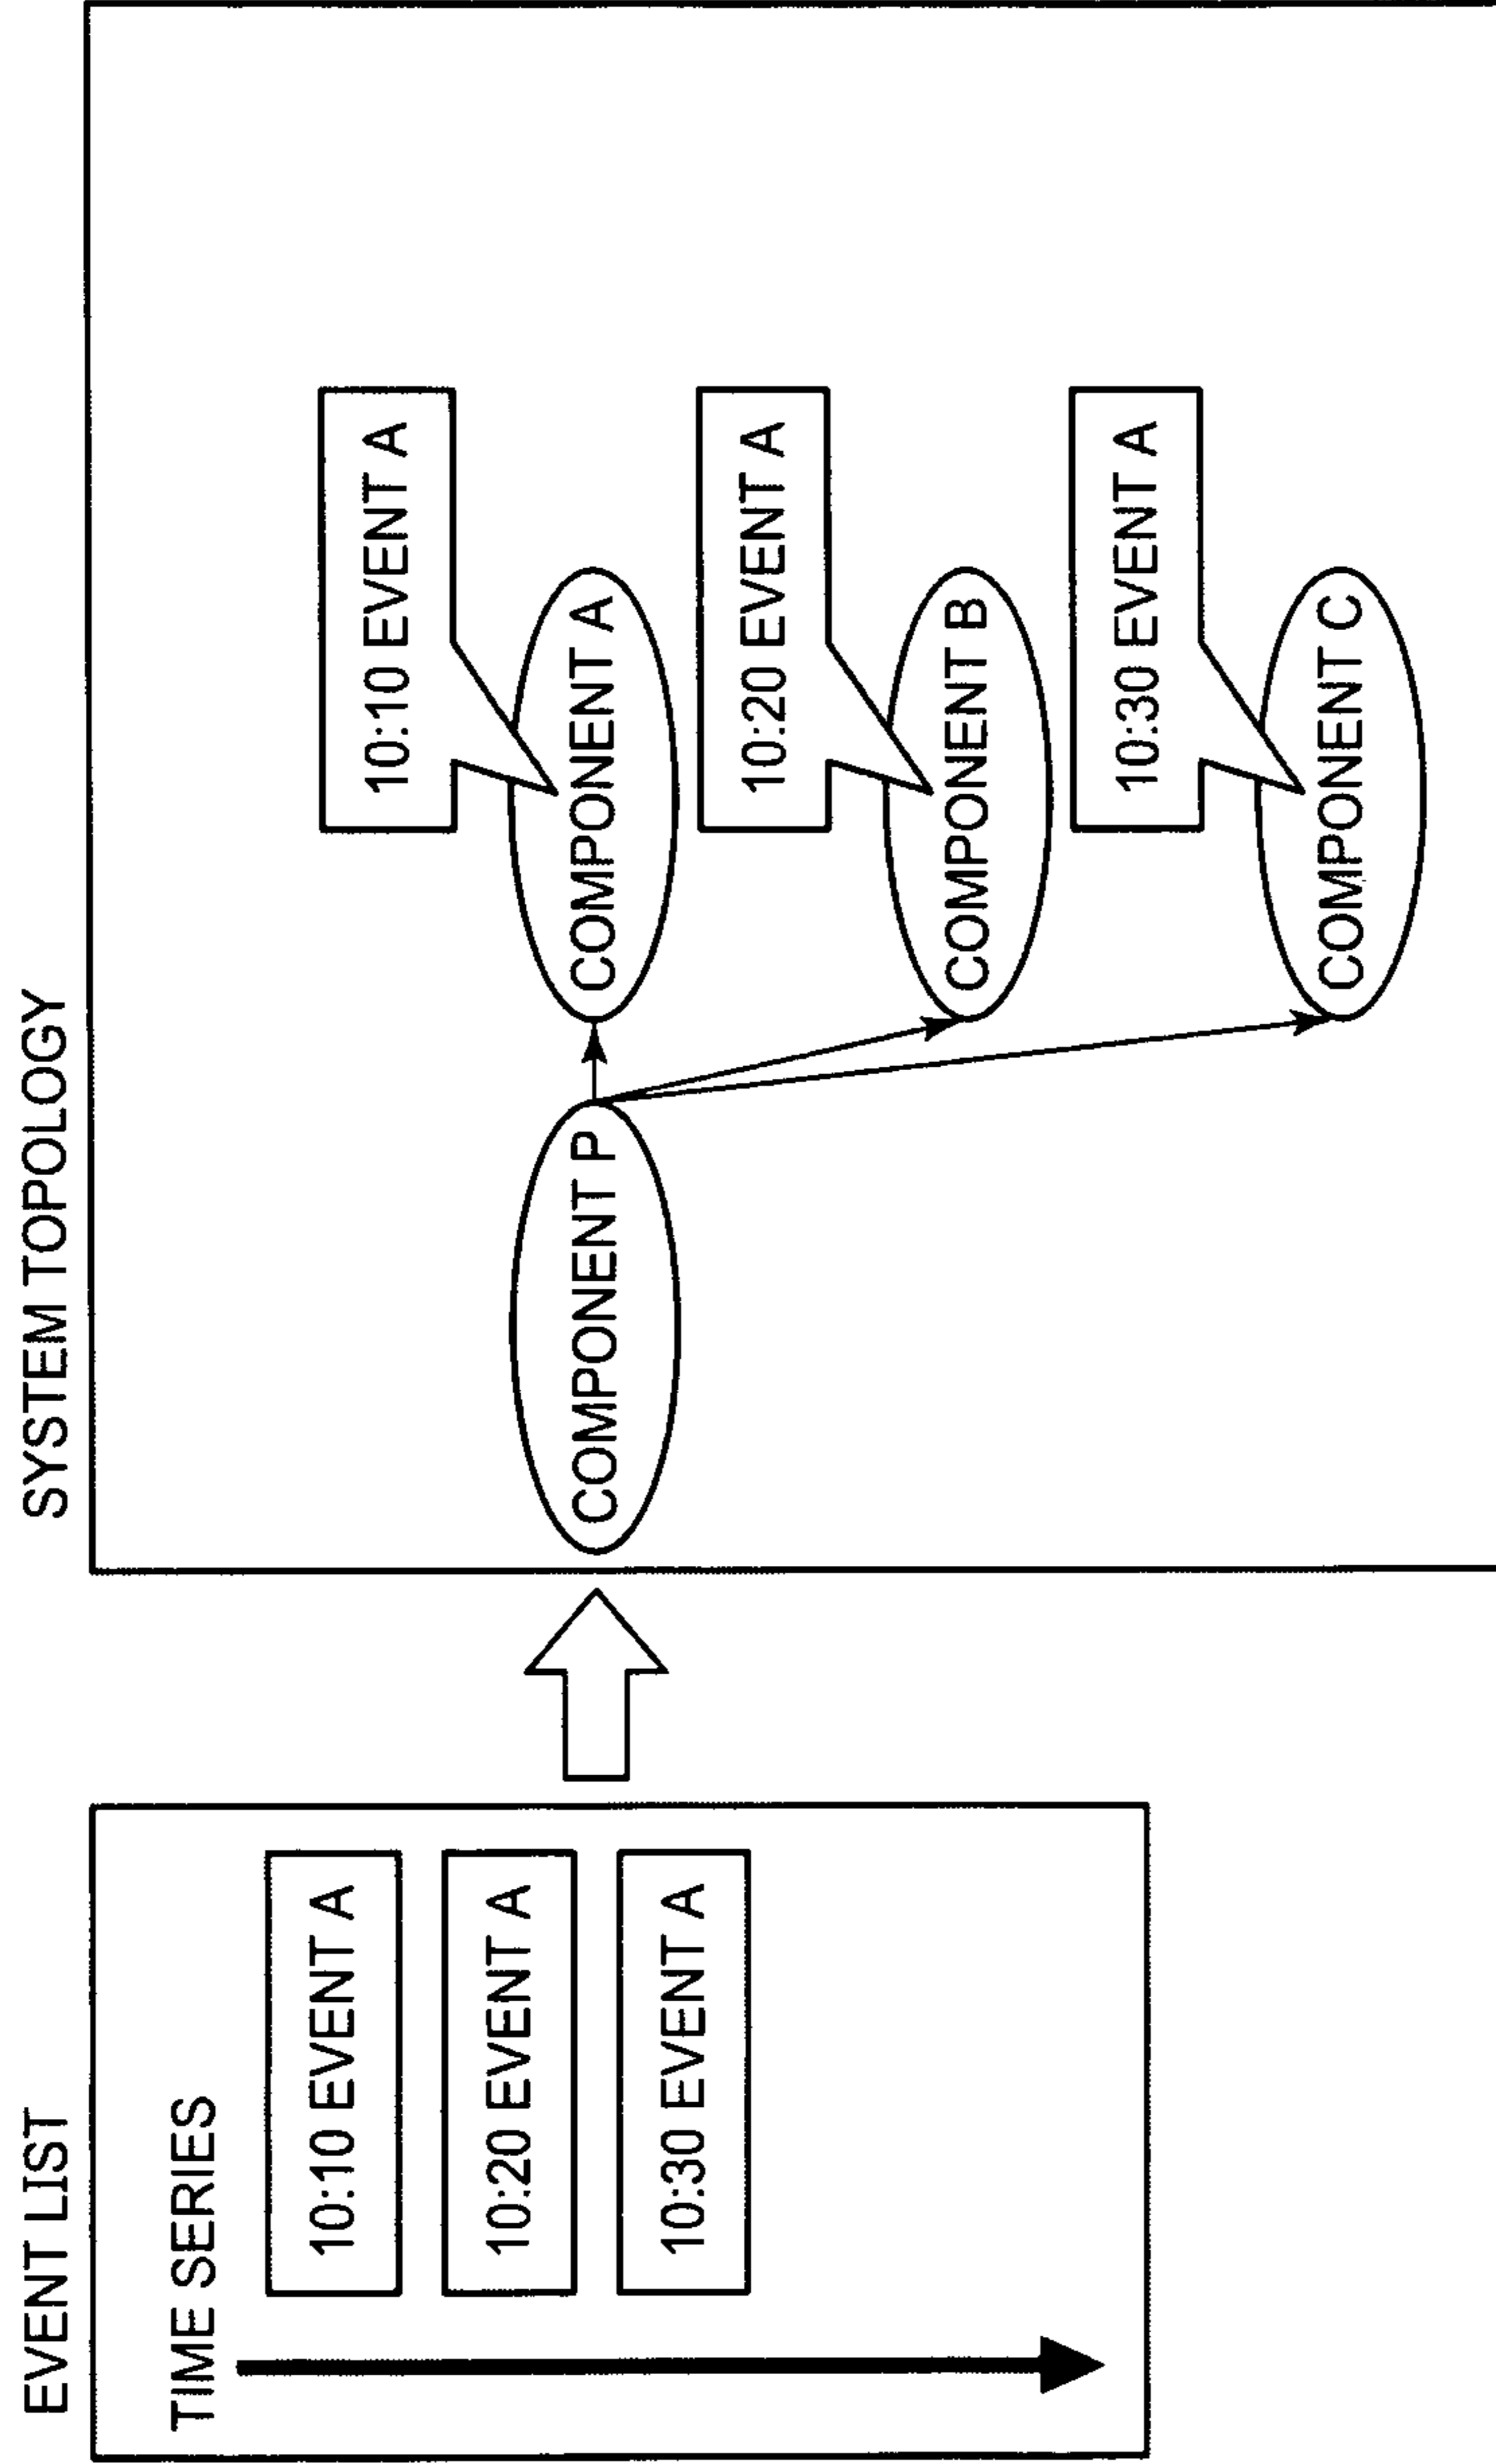 EVENT LIST
TIME SERIES
10:10 EVENT A
10:20 EVENT A
10:30 EVENT A
SYSTEM TOPOLOGY
COMPONENT P
10:10 EVENT A
COMPONENT A
10:20 EVENT A
COMPONENT B
10:30 EVENT A
COMPONENT C